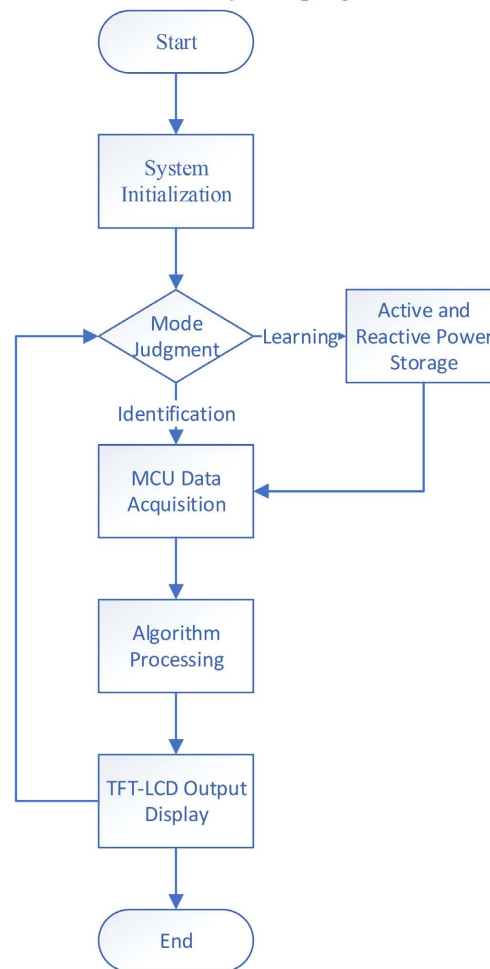 Start
System
Initialization
Mode
Judgment
Learning
Active and
Reactive Power
Storage
Identification
MCU Data
Acquisition
Algorithm
Processing
TFT-LCD Output
Display
End